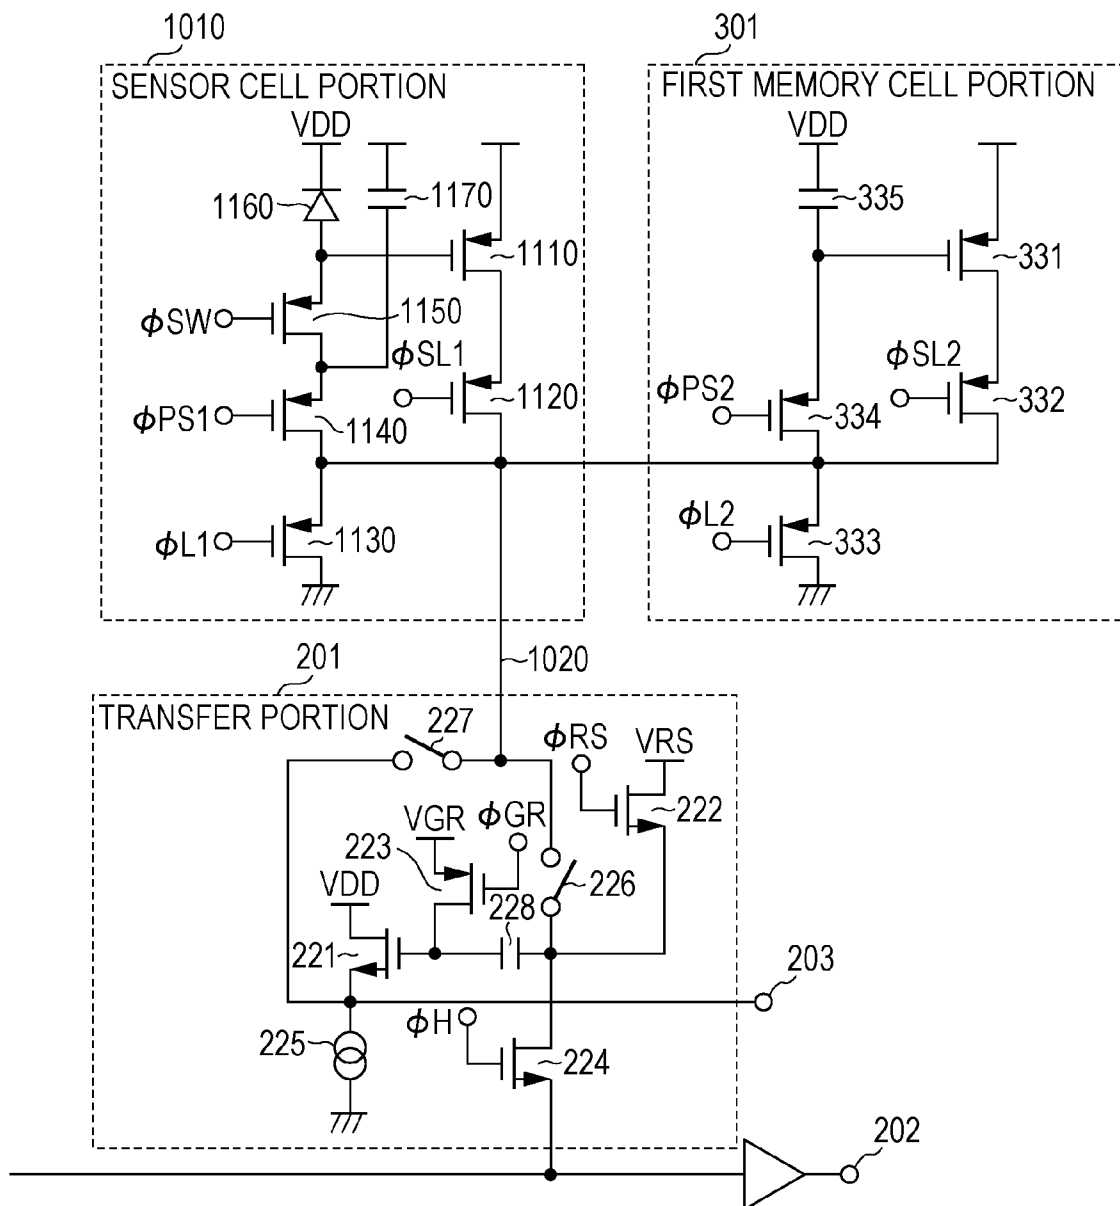 1010
301
SENSOR CELL PORTION
FIRST MEMORY CELL PORTION
VDD
VDD
1160
1170
335
1110
331
ϕSW
1150
ϕSL1
ϕSL2
1120
ϕPS2
332
ϕPS1
1140
334
ϕL1
1130
ϕL2
333
201
1020
TRANSFER PORTION
227
ϕRS
VRS
222
VGR
ϕGR
223
226
VDD
228
221
203
ϕH
225
224
202